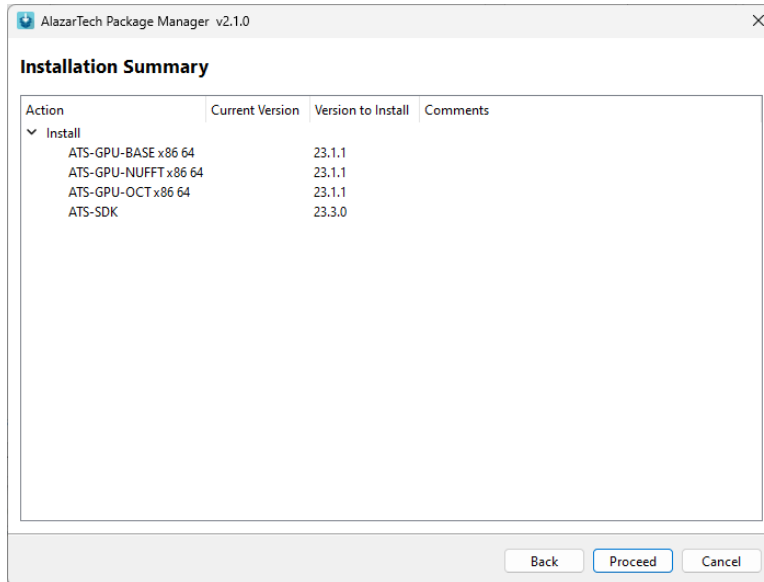 AlazarTech Package Manager v2.1.0
Installation Summary
Action Current Version Version to Install Comments
Install
ATS-GPU-BASE x86 64 23.1.1
ATS-GPU-NUFFT x86 64 23.1.1
ATS-GPU-OCT x86 64 23.1.1
ATS-SDK 23.3.0
Back Proceed Cancel